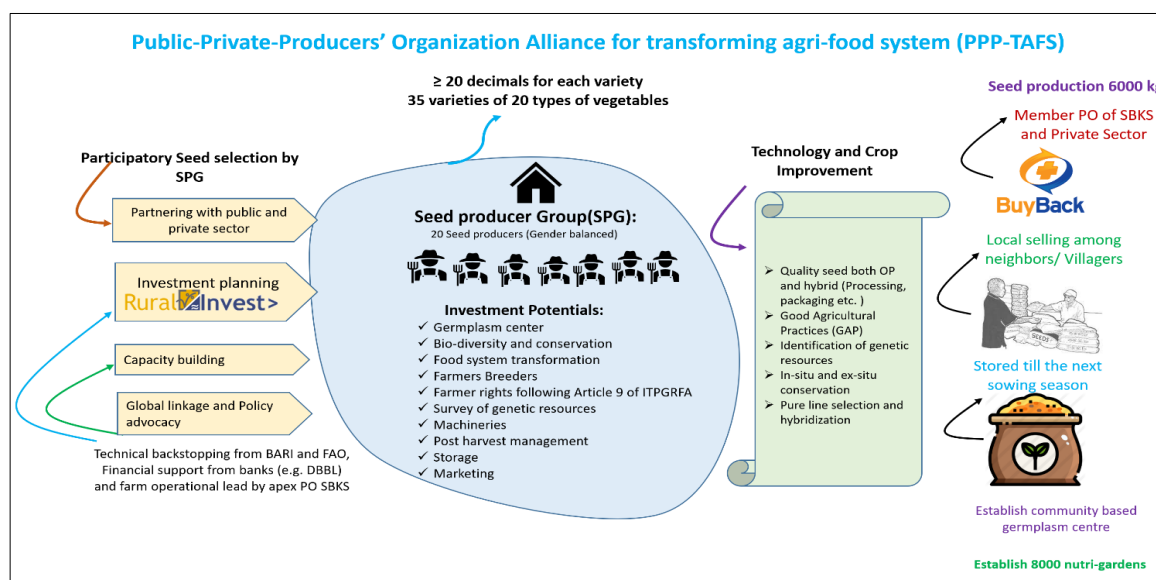 Public-Private-Producers' Organization Alliance for transforming agri-food system (PPP-TAFS)
≥ 20 decimals for each variety
35 varieties of 20 types of vegetables
Participatory Seed selection by
SPG
Partnering with public and
private sector
Investment planning
Rural Invest>
Capacity building
Global linkage and Policy
advocacy
Technical backstopping from BARI and FAO,
Financial support from banks (e.g. DBBL)
and farm operational lead by apex PO SBKS
Seed producer Group(SPG):
20 Seed producers (Gender balanced)
Investment Potentials:
✓ Germplasm center
✓ Bio-diversity and conservation
✓ Food system transformation
✓ Farmers Breeders
✓ Farmer rights following Article 9 of ITPGRFA
✓ Survey of genetic resources
✓ Machineries
✓ Post harvest management
✓ Storage
✓ Marketing
Technology and Crop
Improvement
➢ Quality seed both OP
and hybrid (Processing,
packaging etc. )
➢ Good Agricultural
Practices (GAP)
➢ Identification of genetic
resources
➢ In-situ and ex-situ
conservation
➢ Pure line selection and
hybridization
Seed production 6000 kg
Member PO of SBKS
and Private Sector
BuyBack
Local selling among
neighbors/ Villagers
SEEDS
Stored till the next
sowing season
Establish community based
germplasm centre
Establish 8000 nutri-gardens